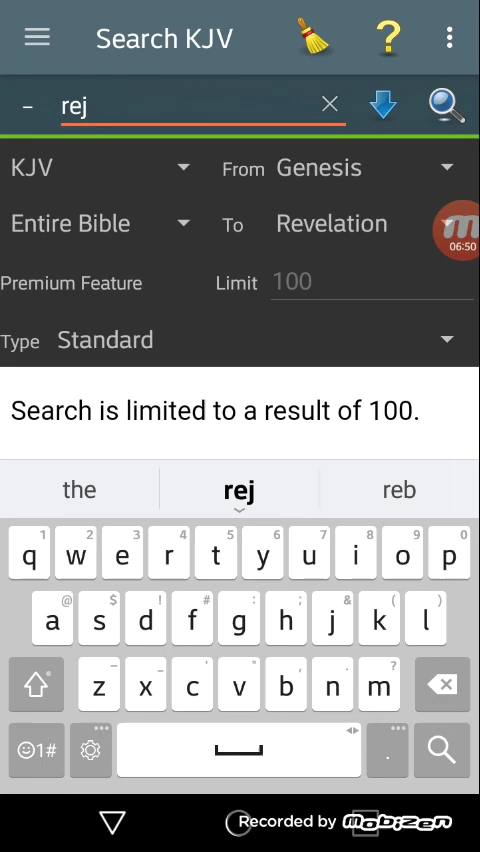 Search KJV ?
– rej
KJV From Genesis
Entire Bible To Revelation
06:50
Premium Feature Limit 100
Type Standard
Search is limited to a result of 100.
the rej reb
1 2 3 4 5 6 7 8 9 0
q w e r t y u i o p
@ $ ! # : ; & ( )
a s d f g h j k l
– _ ' " , . ?
z x c v b n m
☺1# .
Recorded by Mobizen